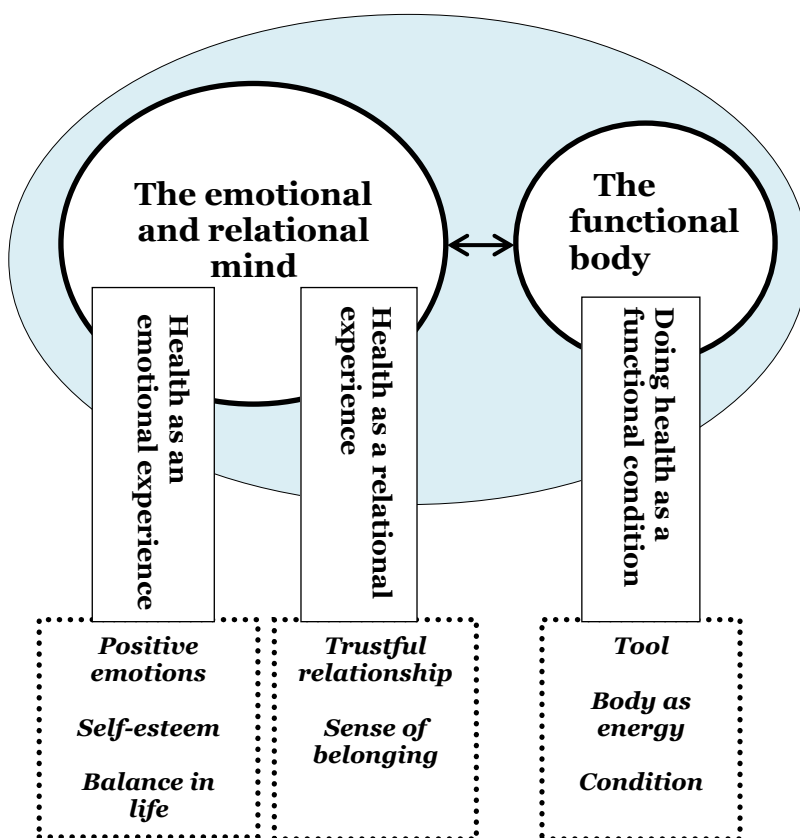 The emotional
and relational
mind
The
functional
body
Health as an
emotional experience
Health as a relational
experience
Doing health as a
functional condition
Positive
emotions
Self-esteem
Balance in
life
Trustful
relationship
Sense of
belonging
Tool
Body as
energy
Condition